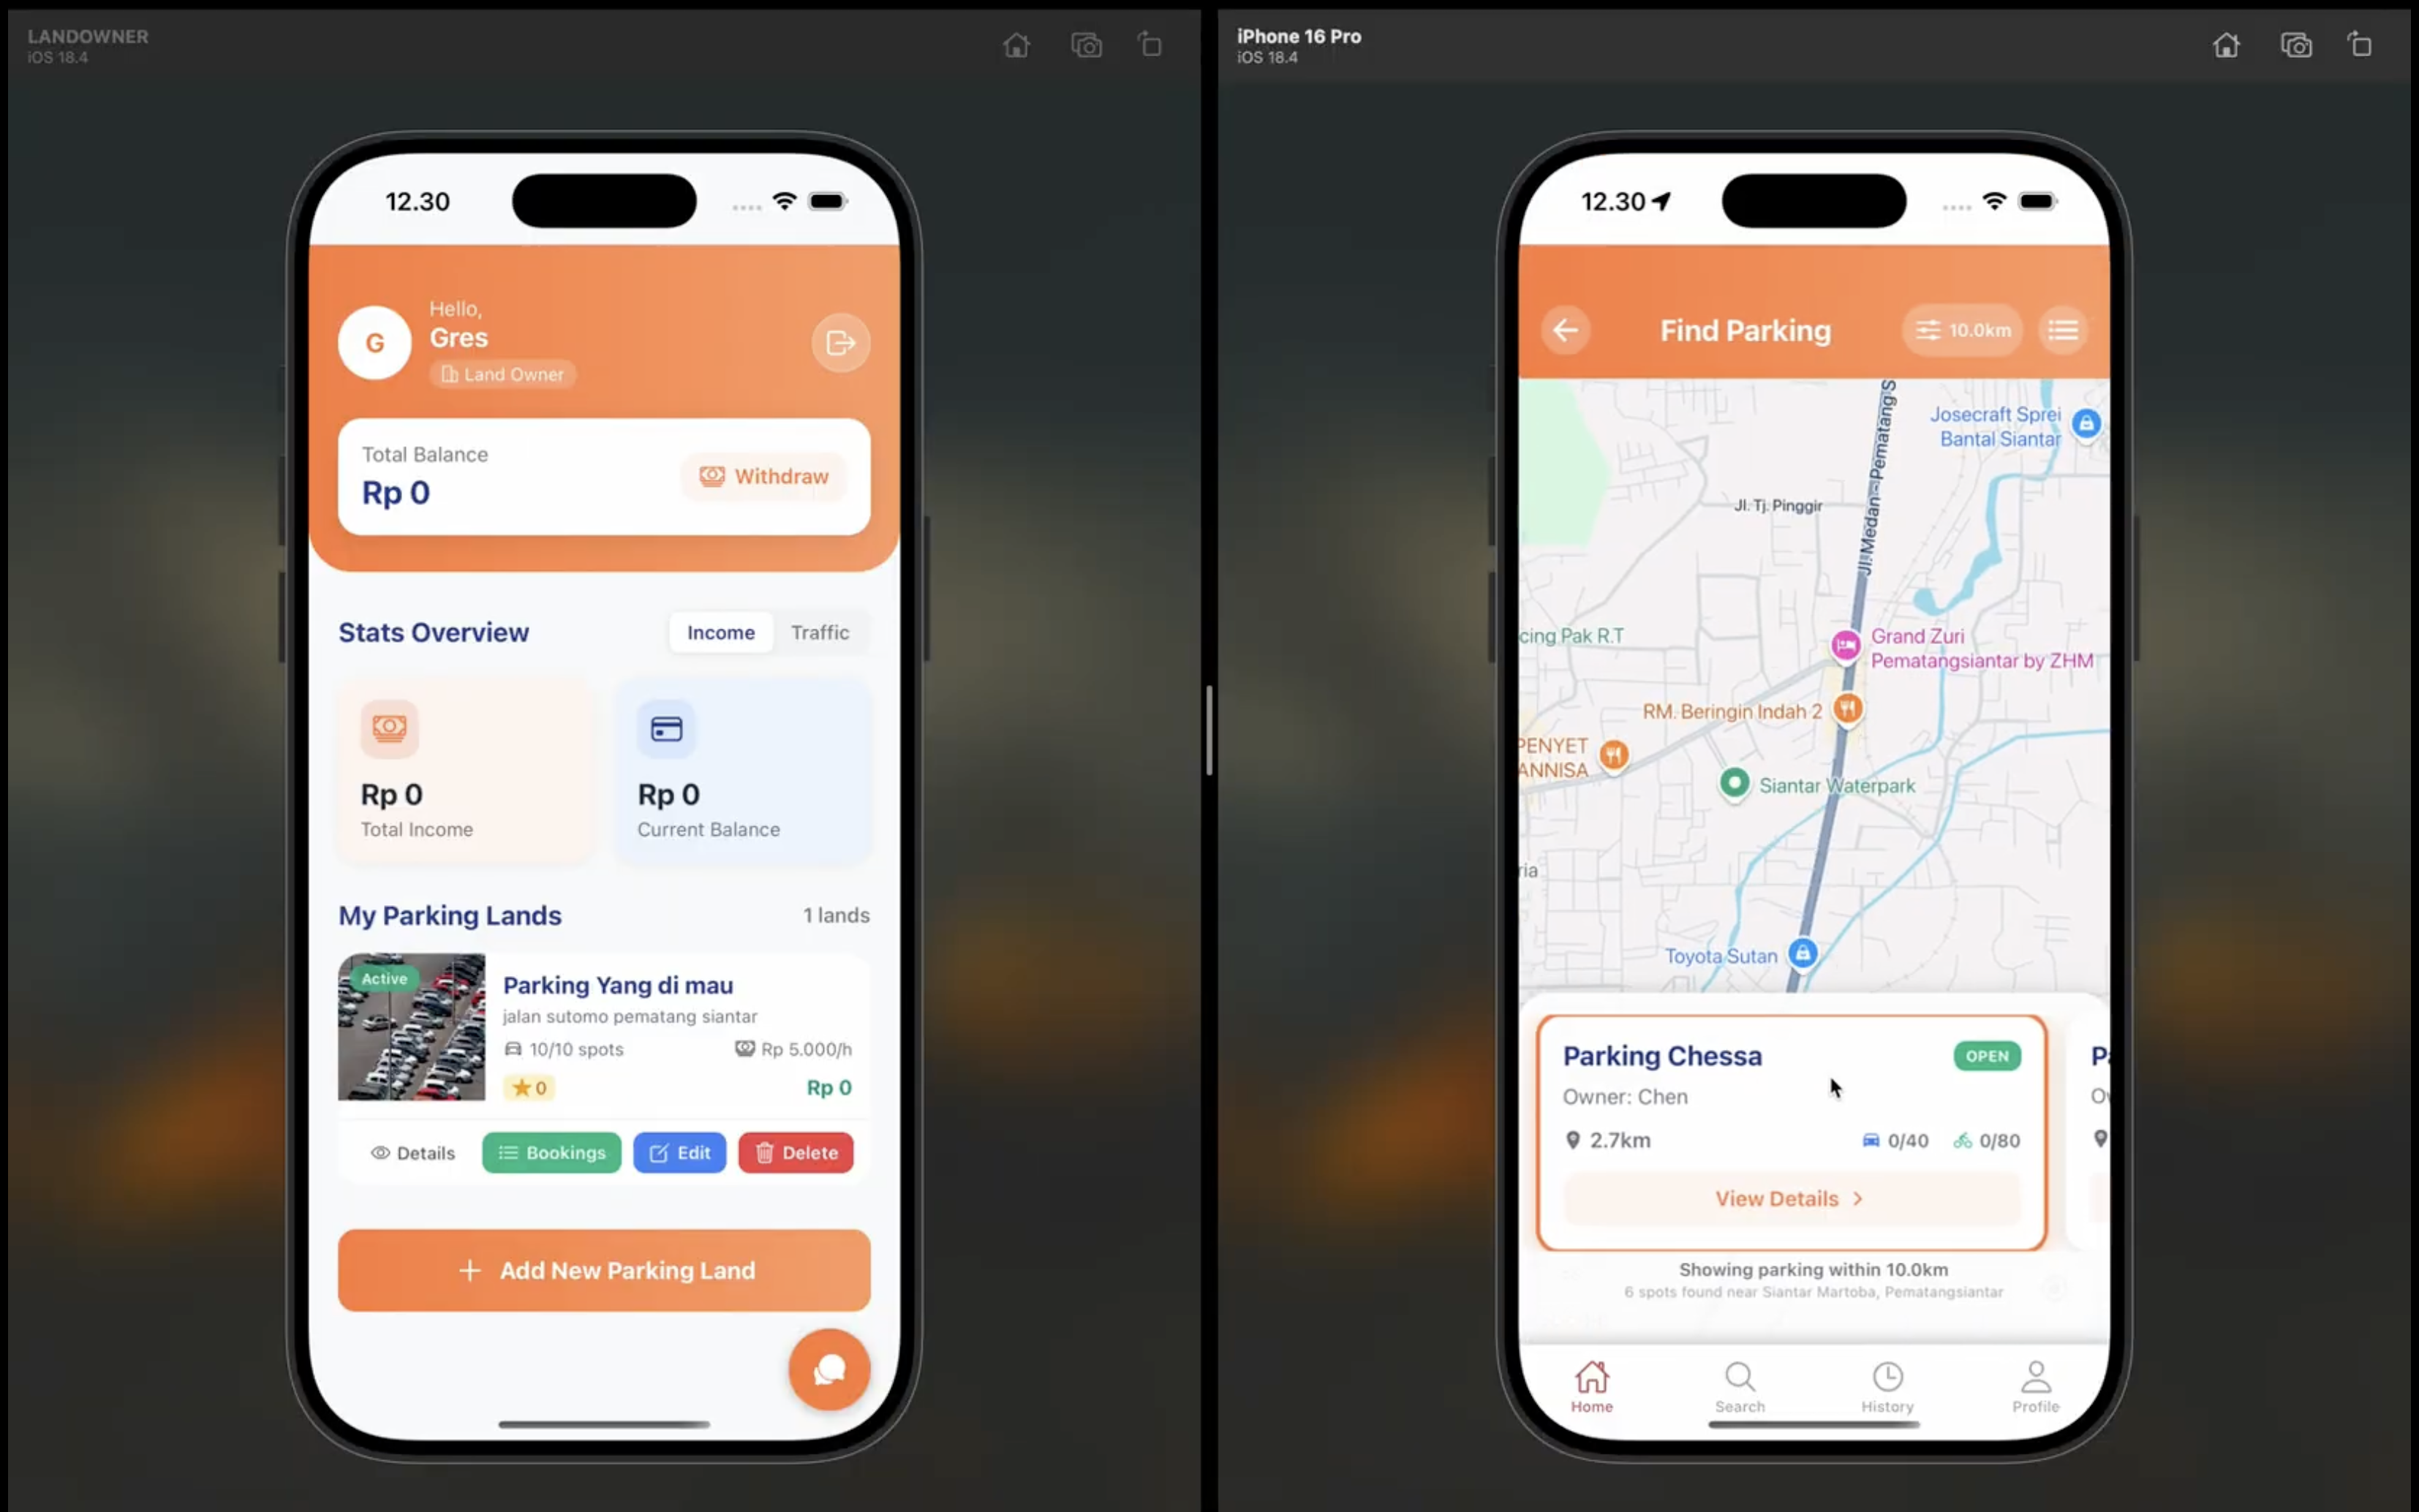 LANDOWNER
iOS 18.4
12.30
G
Hello,
Gres
Land Owner
Total Balance
Rp 0
Withdraw
Stats Overview
Income
Traffic
Rp 0
Total Income
Rp 0
Current Balance
My Parking Lands
1 lands
Active
Parking Yang di mau
jalan sutomo pematang siantar
10/10 spots
Rp 5.000/h
0
Rp 0
Details
Bookings
Edit
Delete
+ Add New Parking Land
iPhone 16 Pro
iOS 18.4
12.30
Find Parking
10.0km
Josecraft Sprei
Bantal Siantar
Jl. Medan - Pematang S
Jl. Tj. Pinggir
cing Pak R.T
Grand Zuri
Pematangsiantar by ZHM
RM. Beringin Indah 2
PENYET
ANNISA
Siantar Waterpark
ria
Toyota Sutan
Parking Chessa
OPEN
Owner: Chen
2.7km
0/40
0/80
View Details >
Pa
Ow
Showing parking within 10.0km
6 spots found near Siantar Martoba, Pematangsiantar
Home
Search
History
Profile